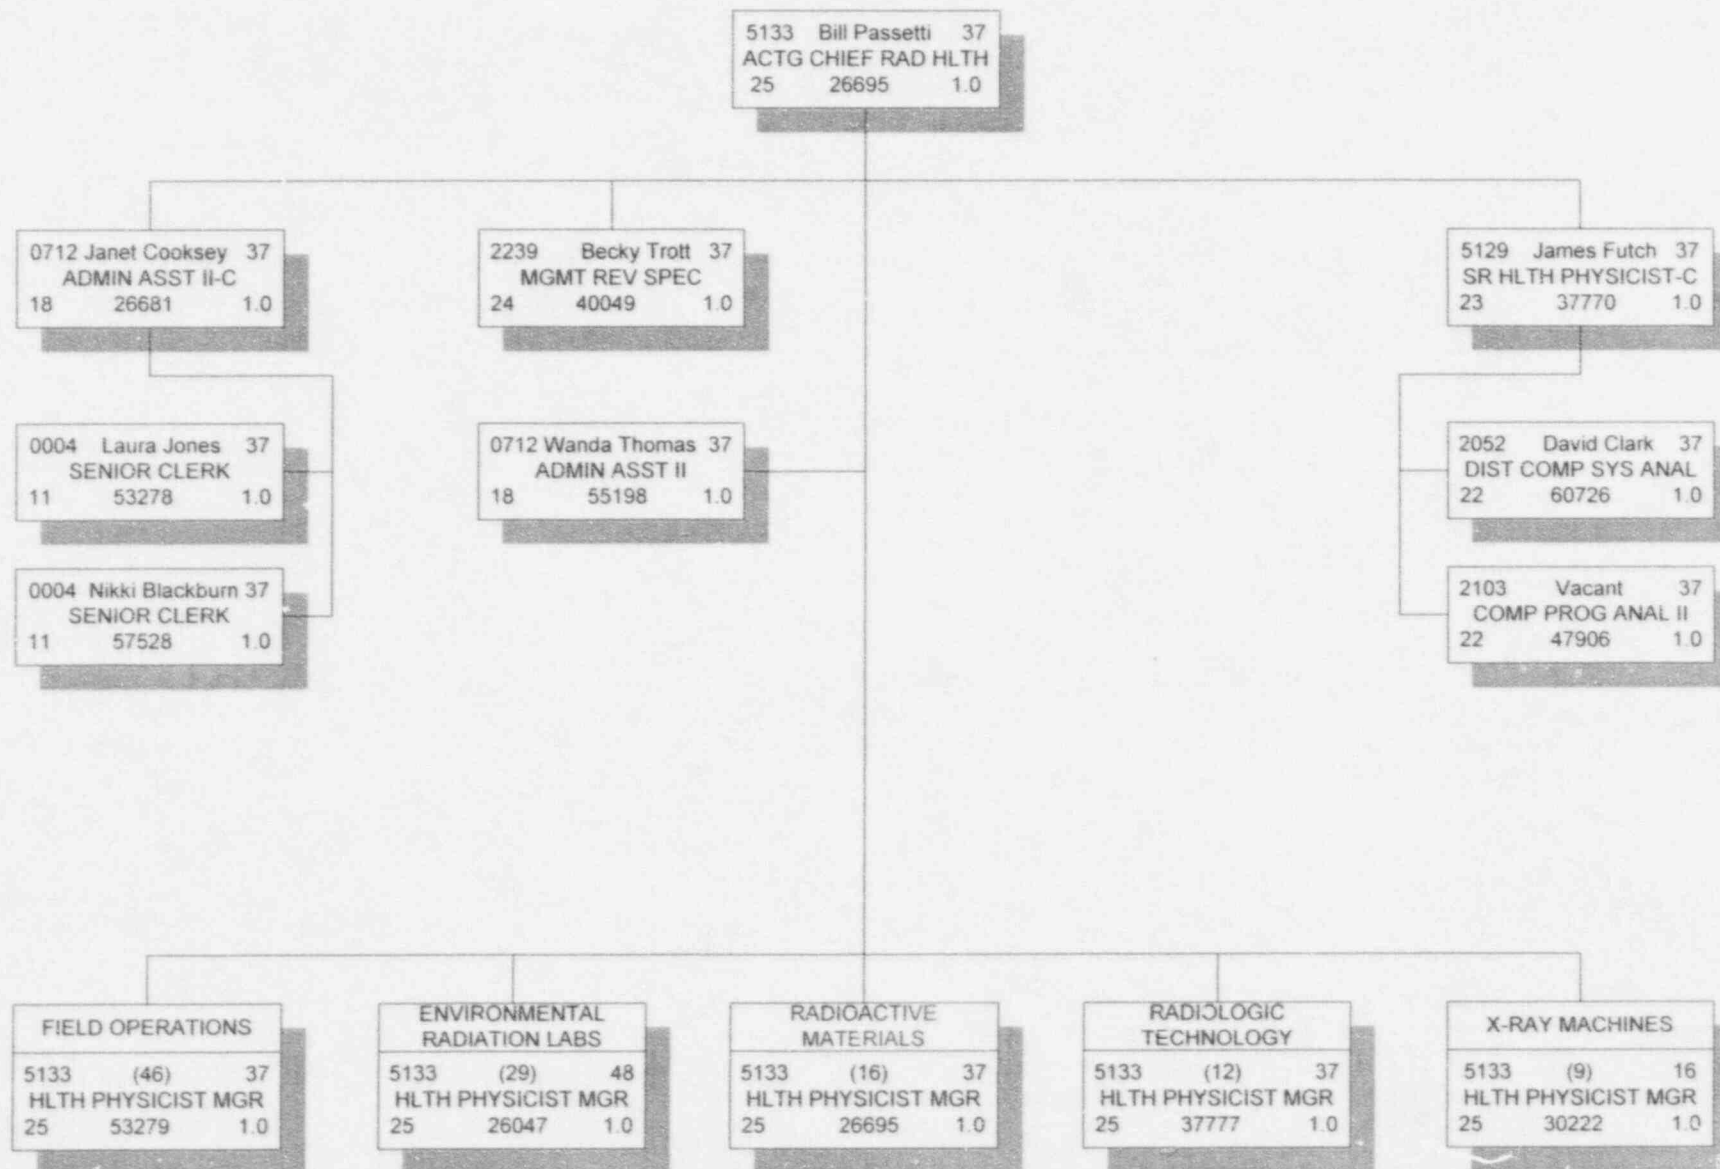 5133 Bill Passetti 37
ACTG CHIEF RAD HLTH
25 26695 1.0
0712 Janet Cooksey 37
ADMIN ASST II-C
18 26681 1.0
2239 Becky Trott 37
MGMT REV SPEC
24 40049 1.0
5129 James Futch 37
SR HLTH PHYSICIST-C
23 37770 1.0
0004 Laura Jones 37
SENIOR CLERK
11 53278 1.0
0712 Wanda Thomas 37
ADMIN ASST II
18 55198 1.0
2052 David Clark 37
DIST COMP SYS ANAL
22 60726 1.0
0004 Nikki Blackburn 37
SENIOR CLERK
11 57528 1.0
2103 Vacant 37
COMP PROG ANAL II
22 47906 1.0
FIELD OPERATIONS
5133 (46) 37
HLTH PHYSICIST MGR
25 53279 1.0
ENVIRONMENTAL
RADIATION LABS
5133 (29) 48
HLTH PHYSICIST MGR
25 26047 1.0
RADIOACTIVE
MATERIALS
5133 (16) 37
HLTH PHYSICIST MGR
25 26695 1.0
RADIOLOGIC
TECHNOLOGY
5133 (12) 37
HLTH PHYSICIST MGR
25 37777 1.0
X-RAY MACHINES
5133 (9) 16
HLTH PHYSICIST MGR
25 30222 1.0